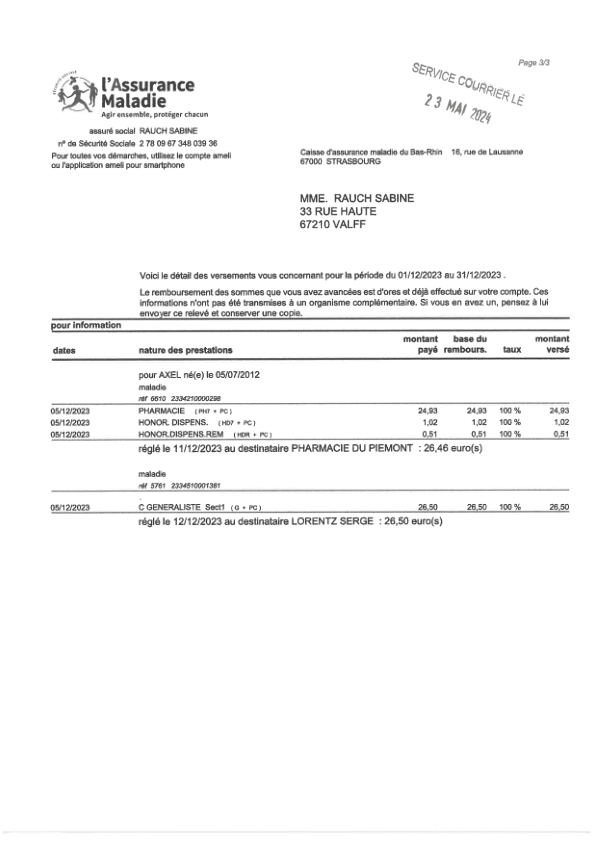 Page 3/3
SERVICE COURRIER LÉ
23 MAI 2024
SÉCURITÉ SOCIALE
l'Assurance
Maladie
Agir ensemble, protéger chacun
assuré social RAUCH SABINE
n° de Sécurité Sociale 2 78 09 67 348 039 36
Pour toutes vos démarches, utilisez le compte ameli
ou l'application ameli pour smartphone
Caisse d'assurance maladie du Bas-Rhin 16, rue de Lausanne
67000 STRASBOURG
MME. RAUCH SABINE
33 RUE HAUTE
67210 VALFF
Voici le détail des versements vous concernant pour la période du 01/12/2023 au 31/12/2023 .
Le remboursement des sommes que vous avez avancées est d'ores et déjà effectué sur votre compte. Ces
informations n'ont pas été transmises à un organisme complémentaire. Si vous en avez un, pensez à lui
envoyer ce relevé et conserver une copie.
pour information
dates nature des prestations montant payé base du rembours. taux montant versé
pour AXEL né(e) le 05/07/2012
maladie
réf 6610 2334210000298
05/12/2023 PHARMACIE ( PH7 + PC) 24,93 24,93 100 % 24,93
05/12/2023 HONOR. DISPENS. ( HD7 + PC) 1,02 1,02 100 % 1,02
05/12/2023 HONOR.DISPENS.REM ( HDR + PC) 0,51 0,51 100 % 0,51
réglé le 11/12/2023 au destinataire PHARMACIE DU PIEMONT : 26,46 euro(s)
maladie
réf 5761 2334510001381
.
05/12/2023 C GENERALISTE Sect1 ( G + PC) 26,50 26,50 100 % 26,50
réglé le 12/12/2023 au destinataire LORENTZ SERGE : 26,50 euro(s)